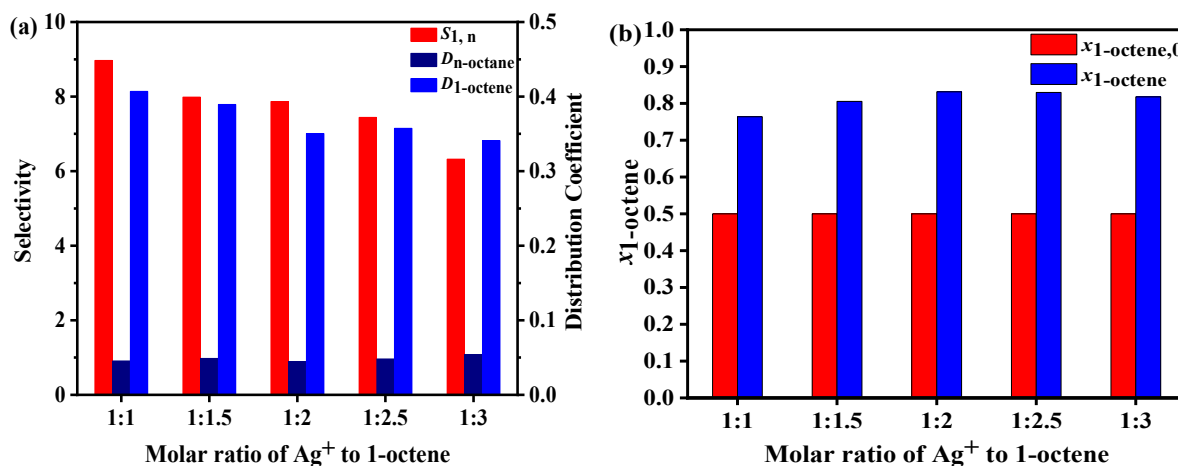 (a)
10
8
6
4
2
0
Selectivity
S1, n
Dn-octane
D1-octene
0.5
0.4
0.3
0.2
0.1
0.0
Distribution Coefficient
1:1 1:1.5 1:2 1:2.5 1:3
Molar ratio of Ag+ to 1-octene
(b)
1.0
0.9
0.8
0.7
0.6
0.5
0.4
0.3
0.2
0.1
0.0
x1-octene
x1-octene,0
x1-octene
1:1 1:1.5 1:2 1:2.5 1:3
Molar ratio of Ag+ to 1-octene